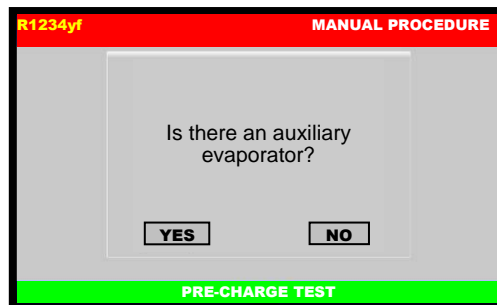 R1234yf MANUAL PROCEDURE
Is there an auxiliary
evaporator?
YES NO
PRE-CHARGE TEST